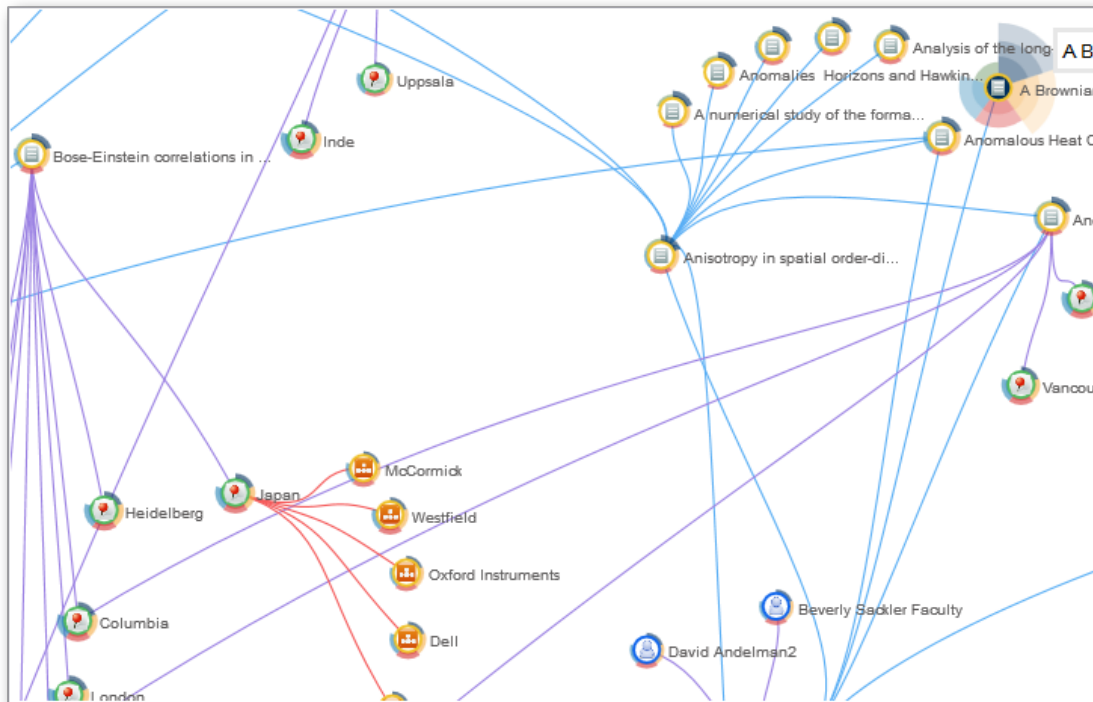 Analysis of the long-
A B
Uppsala
Anomalies Horizons and Hawkin...
A Brownian
A numerical study of the forma...
Inde
Anomalous Heat C
Bose-Einstein correlations in ...
Anisotropy in spatial order-di...
Vancou
McCormick
Japan
Westfield
Heidelberg
Oxford Instruments
Beverly Sackler Faculty
Columbia
Dell
David Andelman2
London